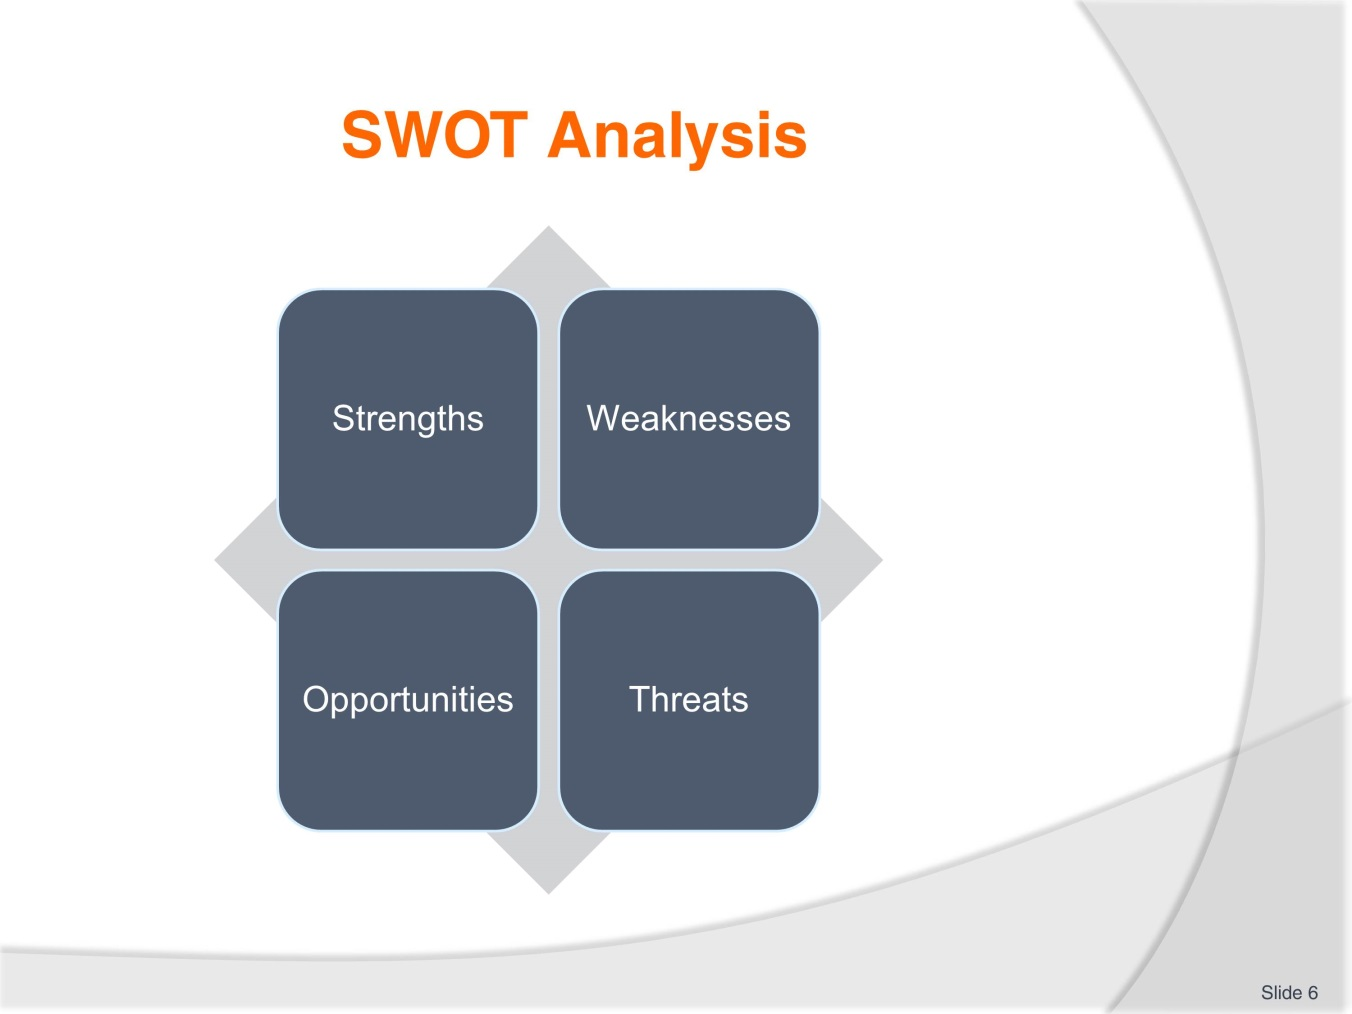 SWOT Analysis
Strengths
Weaknesses
Opportunities
Threats
Slide 6